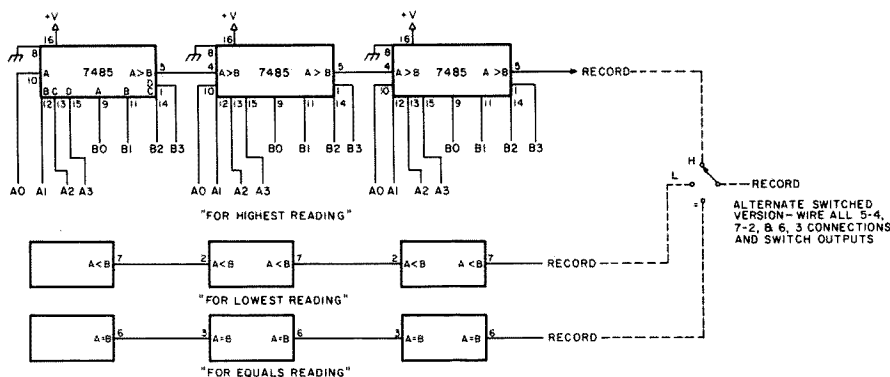 +V +V +V
16 16 16
8 8 8
A 7485 A>B 5 4 A>B 7485 A>B 5 4 A>B 7485 A>B 5 RECORD
10 B C D A B D C 1 10 1 10 1
12 13 15 9 11 14 12 13 15 9 11 14 12 13 15 9 11 14
B0 B1 B2 B3 B0 B1 B2 B3 B0 B1 B2 B3
A0 A1 A2 A3 A0 A1 A2 A3 A0 A1 A2 A3
"FOR HIGHEST READING"
H
L RECORD
=
ALTERNATE SWITCHED
VERSION-WIRE ALL 5-4,
7-2, & 6, 3 CONNECTIONS
AND SWITCH OUTPUTS
A<B 7 2 A<B A<B 7 2 A<B A<B 7 RECORD
"FOR LOWEST READING"
A=B 6 3 A=B A=B 6 3 A=B A=B 6 RECORD
"FOR EQUALS READING"